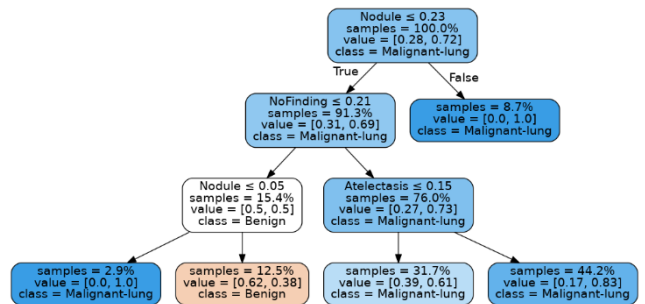 Nodule ≤ 0.23
samples = 100.0%
value = [0.28, 0.72]
class = Malignant-lung
True
False
NoFinding ≤ 0.21
samples = 91.3%
value = [0.31, 0.69]
class = Malignant-lung
samples = 8.7%
value = [0.0, 1.0]
class = Malignant-lung
Nodule ≤ 0.05
samples = 15.4%
value = [0.5, 0.5]
class = Benign
Atelectasis ≤ 0.15
samples = 76.0%
value = [0.27, 0.73]
class = Malignant-lung
samples = 2.9%
value = [0.0, 1.0]
class = Malignant-lung
samples = 12.5%
value = [0.62, 0.38]
class = Benign
samples = 31.7%
value = [0.39, 0.61]
class = Malignant-lung
samples = 44.2%
value = [0.17, 0.83]
class = Malignant-lung